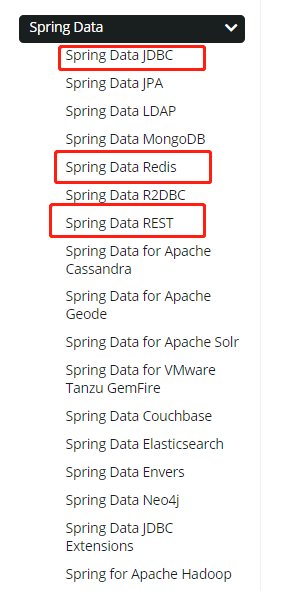 Spring Data
Spring Data JDBC
Spring Data JPA
Spring Data LDAP
Spring Data MongoDB
Spring Data Redis
Spring Data R2DBC
Spring Data REST
Spring Data for Apache
Cassandra
Spring Data for Apache
Geode
Spring Data for Apache Solr
Spring Data for VMware
Tanzu GemFire
Spring Data Couchbase
Spring Data Elasticsearch
Spring Data Envers
Spring Data Neo4j
Spring Data JDBC
Extensions
Spring for Apache Hadoop